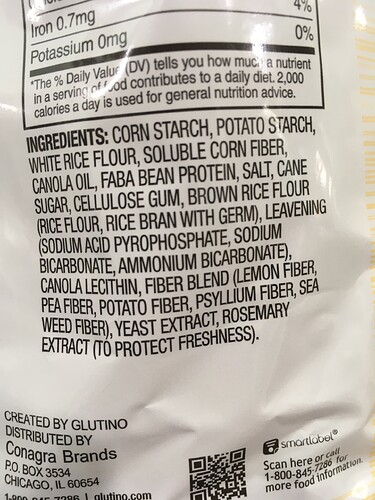 4%
Iron 0.7mg
0%
Potassium 0mg
*The % Daily Value (DV) tells you how much a nutrient
in a serving of food contributes to a daily diet. 2,000
calories a day is used for general nutrition advice.
INGREDIENTS: CORN STARCH, POTATO STARCH,
WHITE RICE FLOUR, SOLUBLE CORN FIBER,
CANOLA OIL, FABA BEAN PROTEIN, SALT, CANE
SUGAR, CELLULOSE GUM, BROWN RICE FLOUR
(RICE FLOUR, RICE BRAN WITH GERM), LEAVENING
(SODIUM ACID PYROPHOSPHATE, SODIUM
BICARBONATE, AMMONIUM BICARBONATE),
CANOLA LECITHIN, FIBER BLEND (LEMON FIBER,
PEA FIBER, POTATO FIBER, PSYLLIUM FIBER, SEA
WEED FIBER), YEAST EXTRACT, ROSEMARY
EXTRACT (TO PROTECT FRESHNESS).
CREATED BY GLUTINO
DISTRIBUTED BY
Conagra Brands
P.O. BOX 3534
CHICAGO, IL 60654
1-800-845-7286 | glutino.com
smartlabel
Scan here or call
1-800-845-7286 for
more food information.